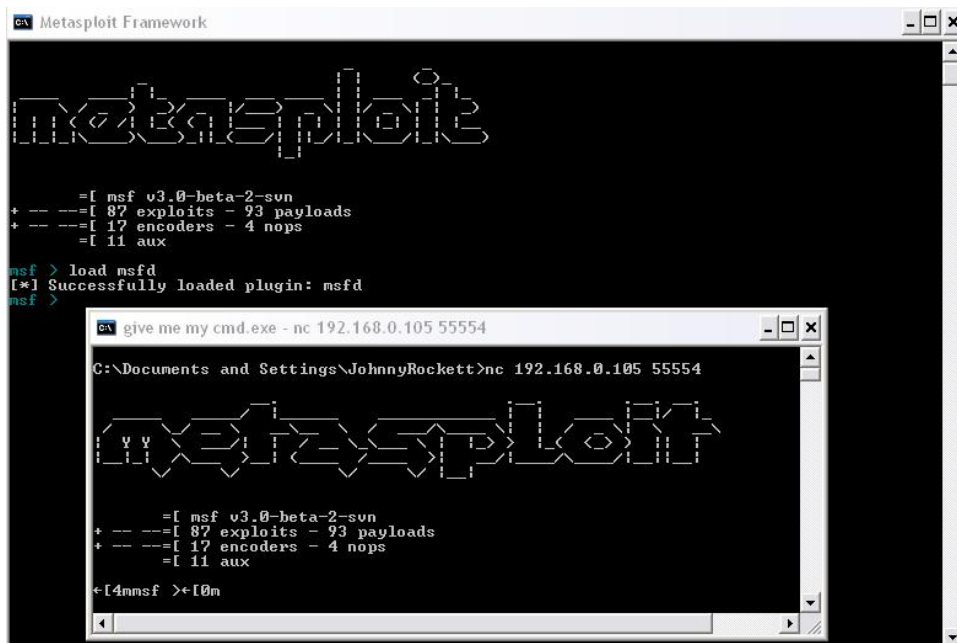 Metasploit Framework
metasploit
=[ msf v3.0-beta-2-svn
+ -- --=[ 87 exploits - 93 payloads
+ -- --=[ 17 encoders - 4 nops
=[ 11 aux
msf > load msfd
[*] Successfully loaded plugin: msfd
msf >
give me my cmd.exe - nc 192.168.0.105 55554
C:\Documents and Settings\JohnnyRockett>nc 192.168.0.105 55554
metasploit
=[ msf v3.0-beta-2-svn
+ -- --=[ 87 exploits - 93 payloads
+ -- --=[ 17 encoders - 4 nops
=[ 11 aux
←[4mmsf >←[0m